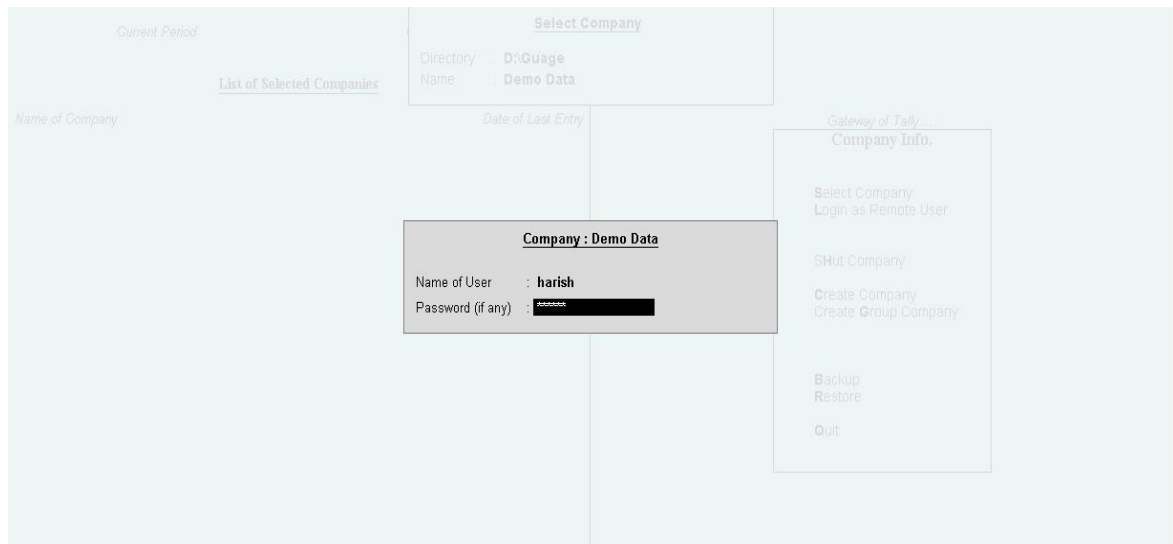 Current Period
List of Selected Companies
Name of Company
Date of Last Entry
Select Company
Directory : D:\Guage
Name : Demo Data
Company : Demo Data
Name of User : harish
Password (if any) : *****
Gateway of Tally.....
Company Info.
Select Company
Login as Remote User
SHut Company
Create Company
Create Group Company
Backup
Restore
Quit